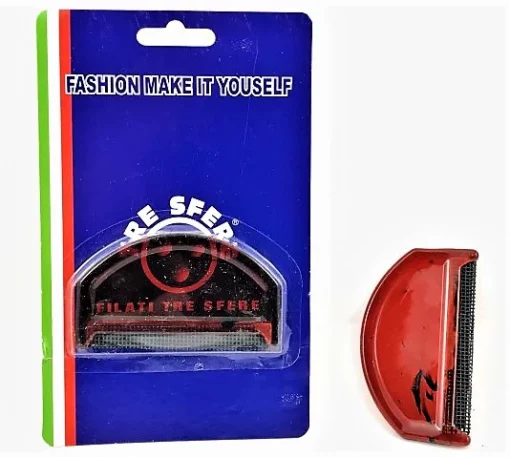 FASHION MAKE IT YOUSELF
RE SFER®
FILATI TRE SFERE